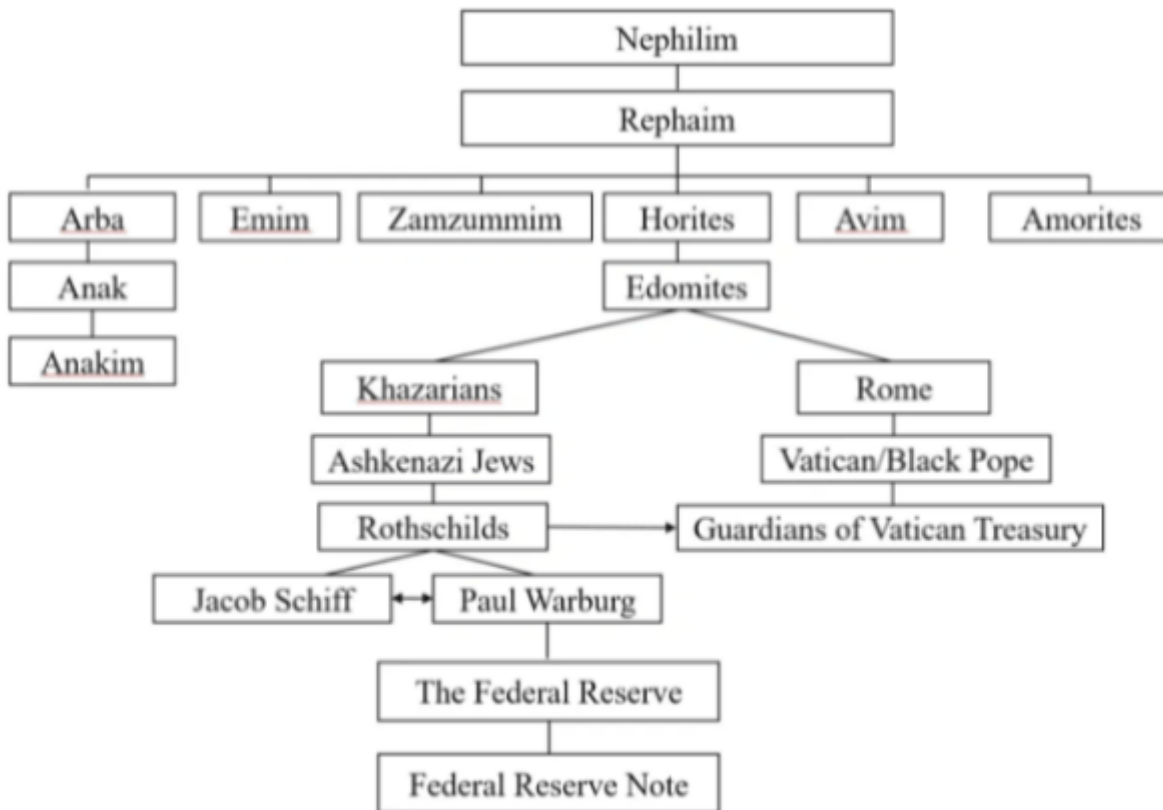 Nephilim
Rephaim
Arba
Emim
Zamzummim
Horites
Avim
Amorites
Anak
Edomites
Anakim
Khazarians
Rome
Ashkenazi Jews
Vatican/Black Pope
Rothschilds
Guardians of Vatican Treasury
Jacob Schiff
Paul Warburg
The Federal Reserve
Federal Reserve Note